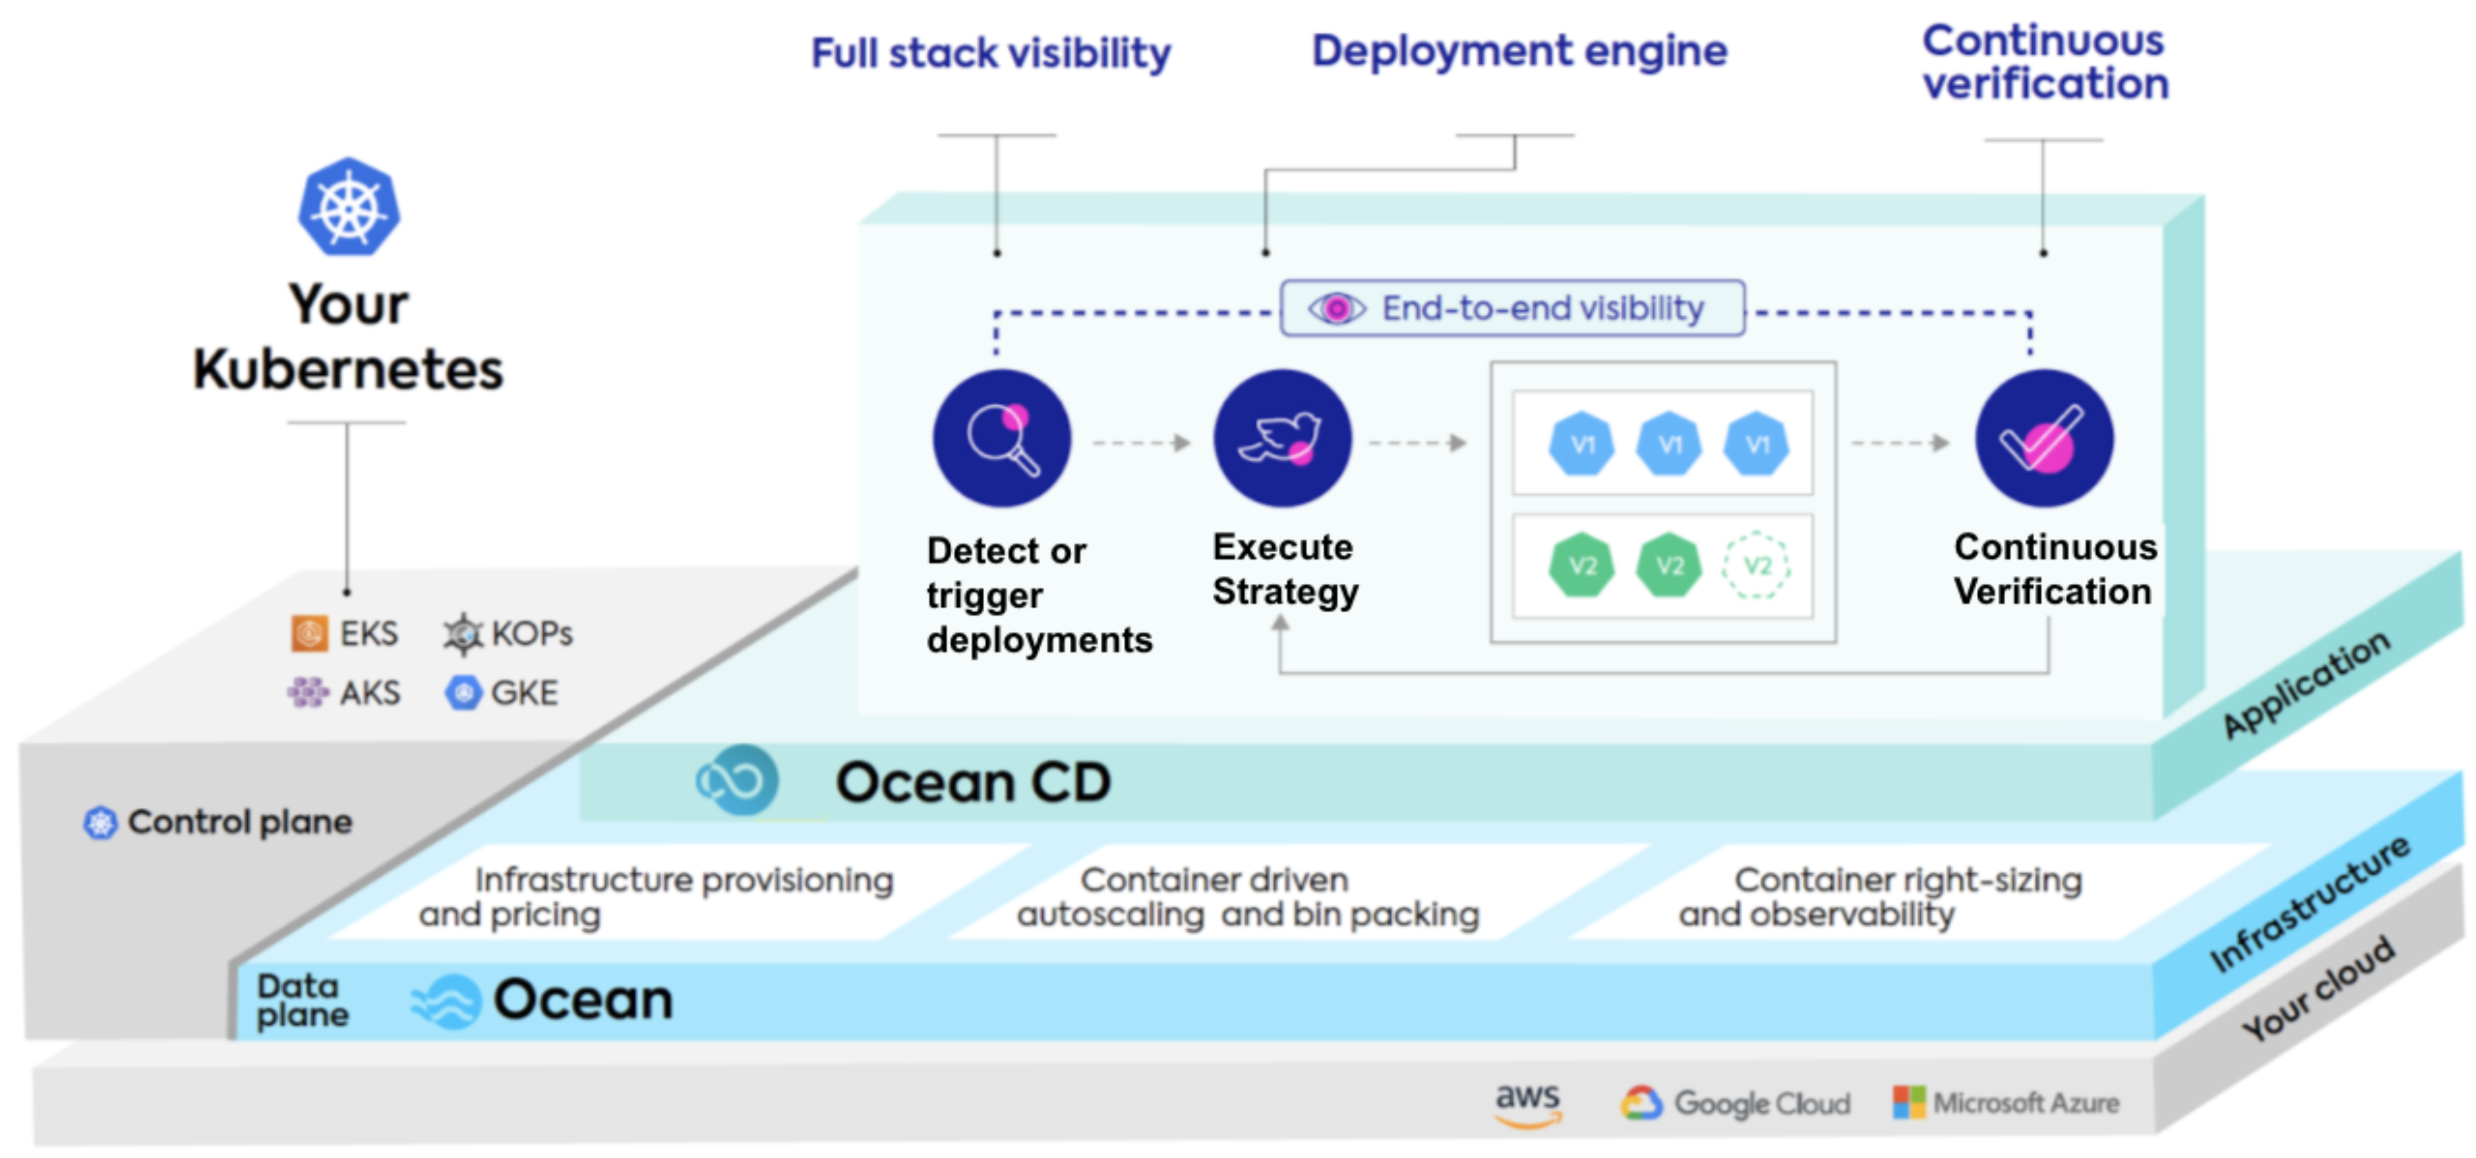 Full stack visibility
Deployment engine
Continuous
verification
Your
Kubernetes
End-to-end visibility
V1 V1 V1
V2 V2 V2
Detect or
trigger
deployments
Execute
Strategy
Continuous
Verification
EKS KOPs
AKS GKE
Application
Ocean CD
Control plane
Infrastructure provisioning
and pricing
Container driven
autoscaling and bin packing
Container right-sizing
and observability
Infrastructure
Data
plane
Ocean
Your cloud
aws Google Cloud Microsoft Azure